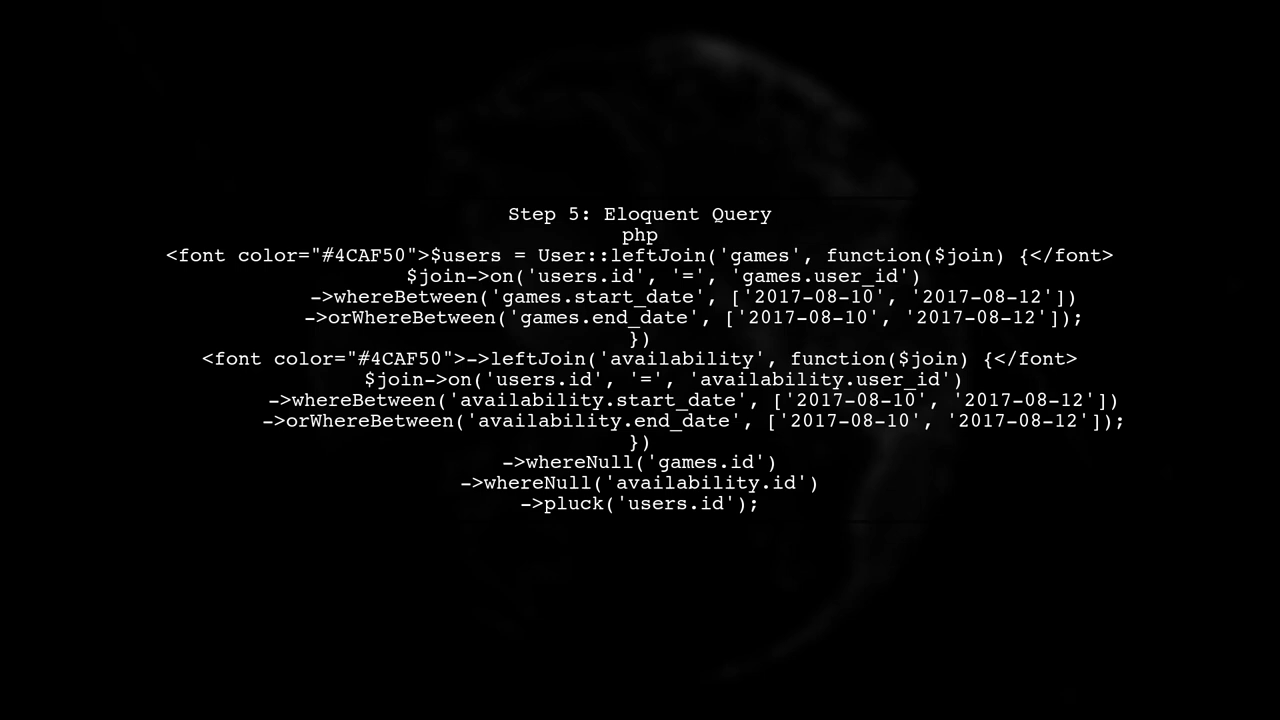 Step 5: Eloquent Query
php
<font color="#4CAF50">$users = User::leftJoin('games', function($join) {</font>
$join->on('users.id', '=', 'games.user_id')
->whereBetween('games.start_date', ['2017-08-10', '2017-08-12'])
->orWhereBetween('games.end_date', ['2017-08-10', '2017-08-12']);
})
<font color="#4CAF50">->leftJoin('availability', function($join) {</font>
$join->on('users.id', '=', 'availability.user_id')
->whereBetween('availability.start_date', ['2017-08-10', '2017-08-12'])
->orWhereBetween('availability.end_date', ['2017-08-10', '2017-08-12']);
})
->whereNull('games.id')
->whereNull('availability.id')
->pluck('users.id');